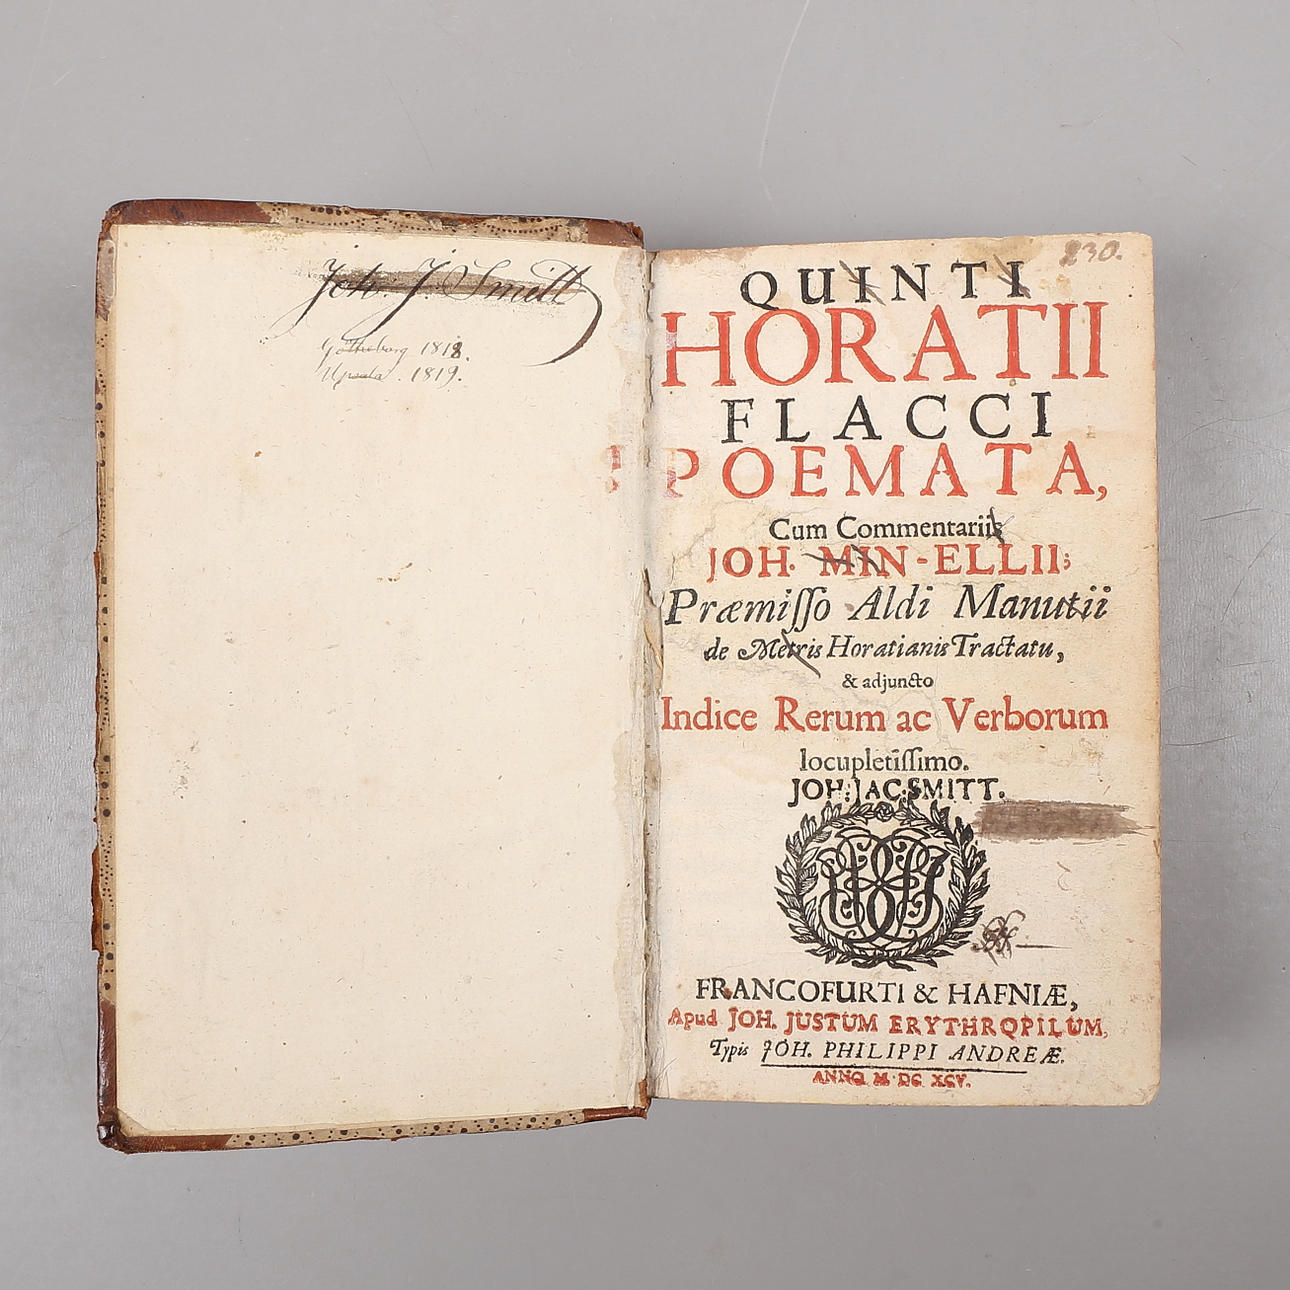 Joh. J. Smitt
Götheborg 1818.
Upsala. 1819.
230.
QUINTI
HORATII
FLACCI
POEMATA,
Cum Commentariis
JOH. MIN-ELLII;
Præmiſſo Aldi Manutii
de Metris Horatianis Tractatu,
& adjuncto
Indice Rerum ac Verborum
locupletiſſimo.
JOH. JAC. SMITT.
FRANCOFURTI & HAFNIÆ,
Apud JOH. JUSTUM ERYTHROPILUM,
Typis JOH. PHILIPPI ANDREÆ.
ANNO M DC XCV.